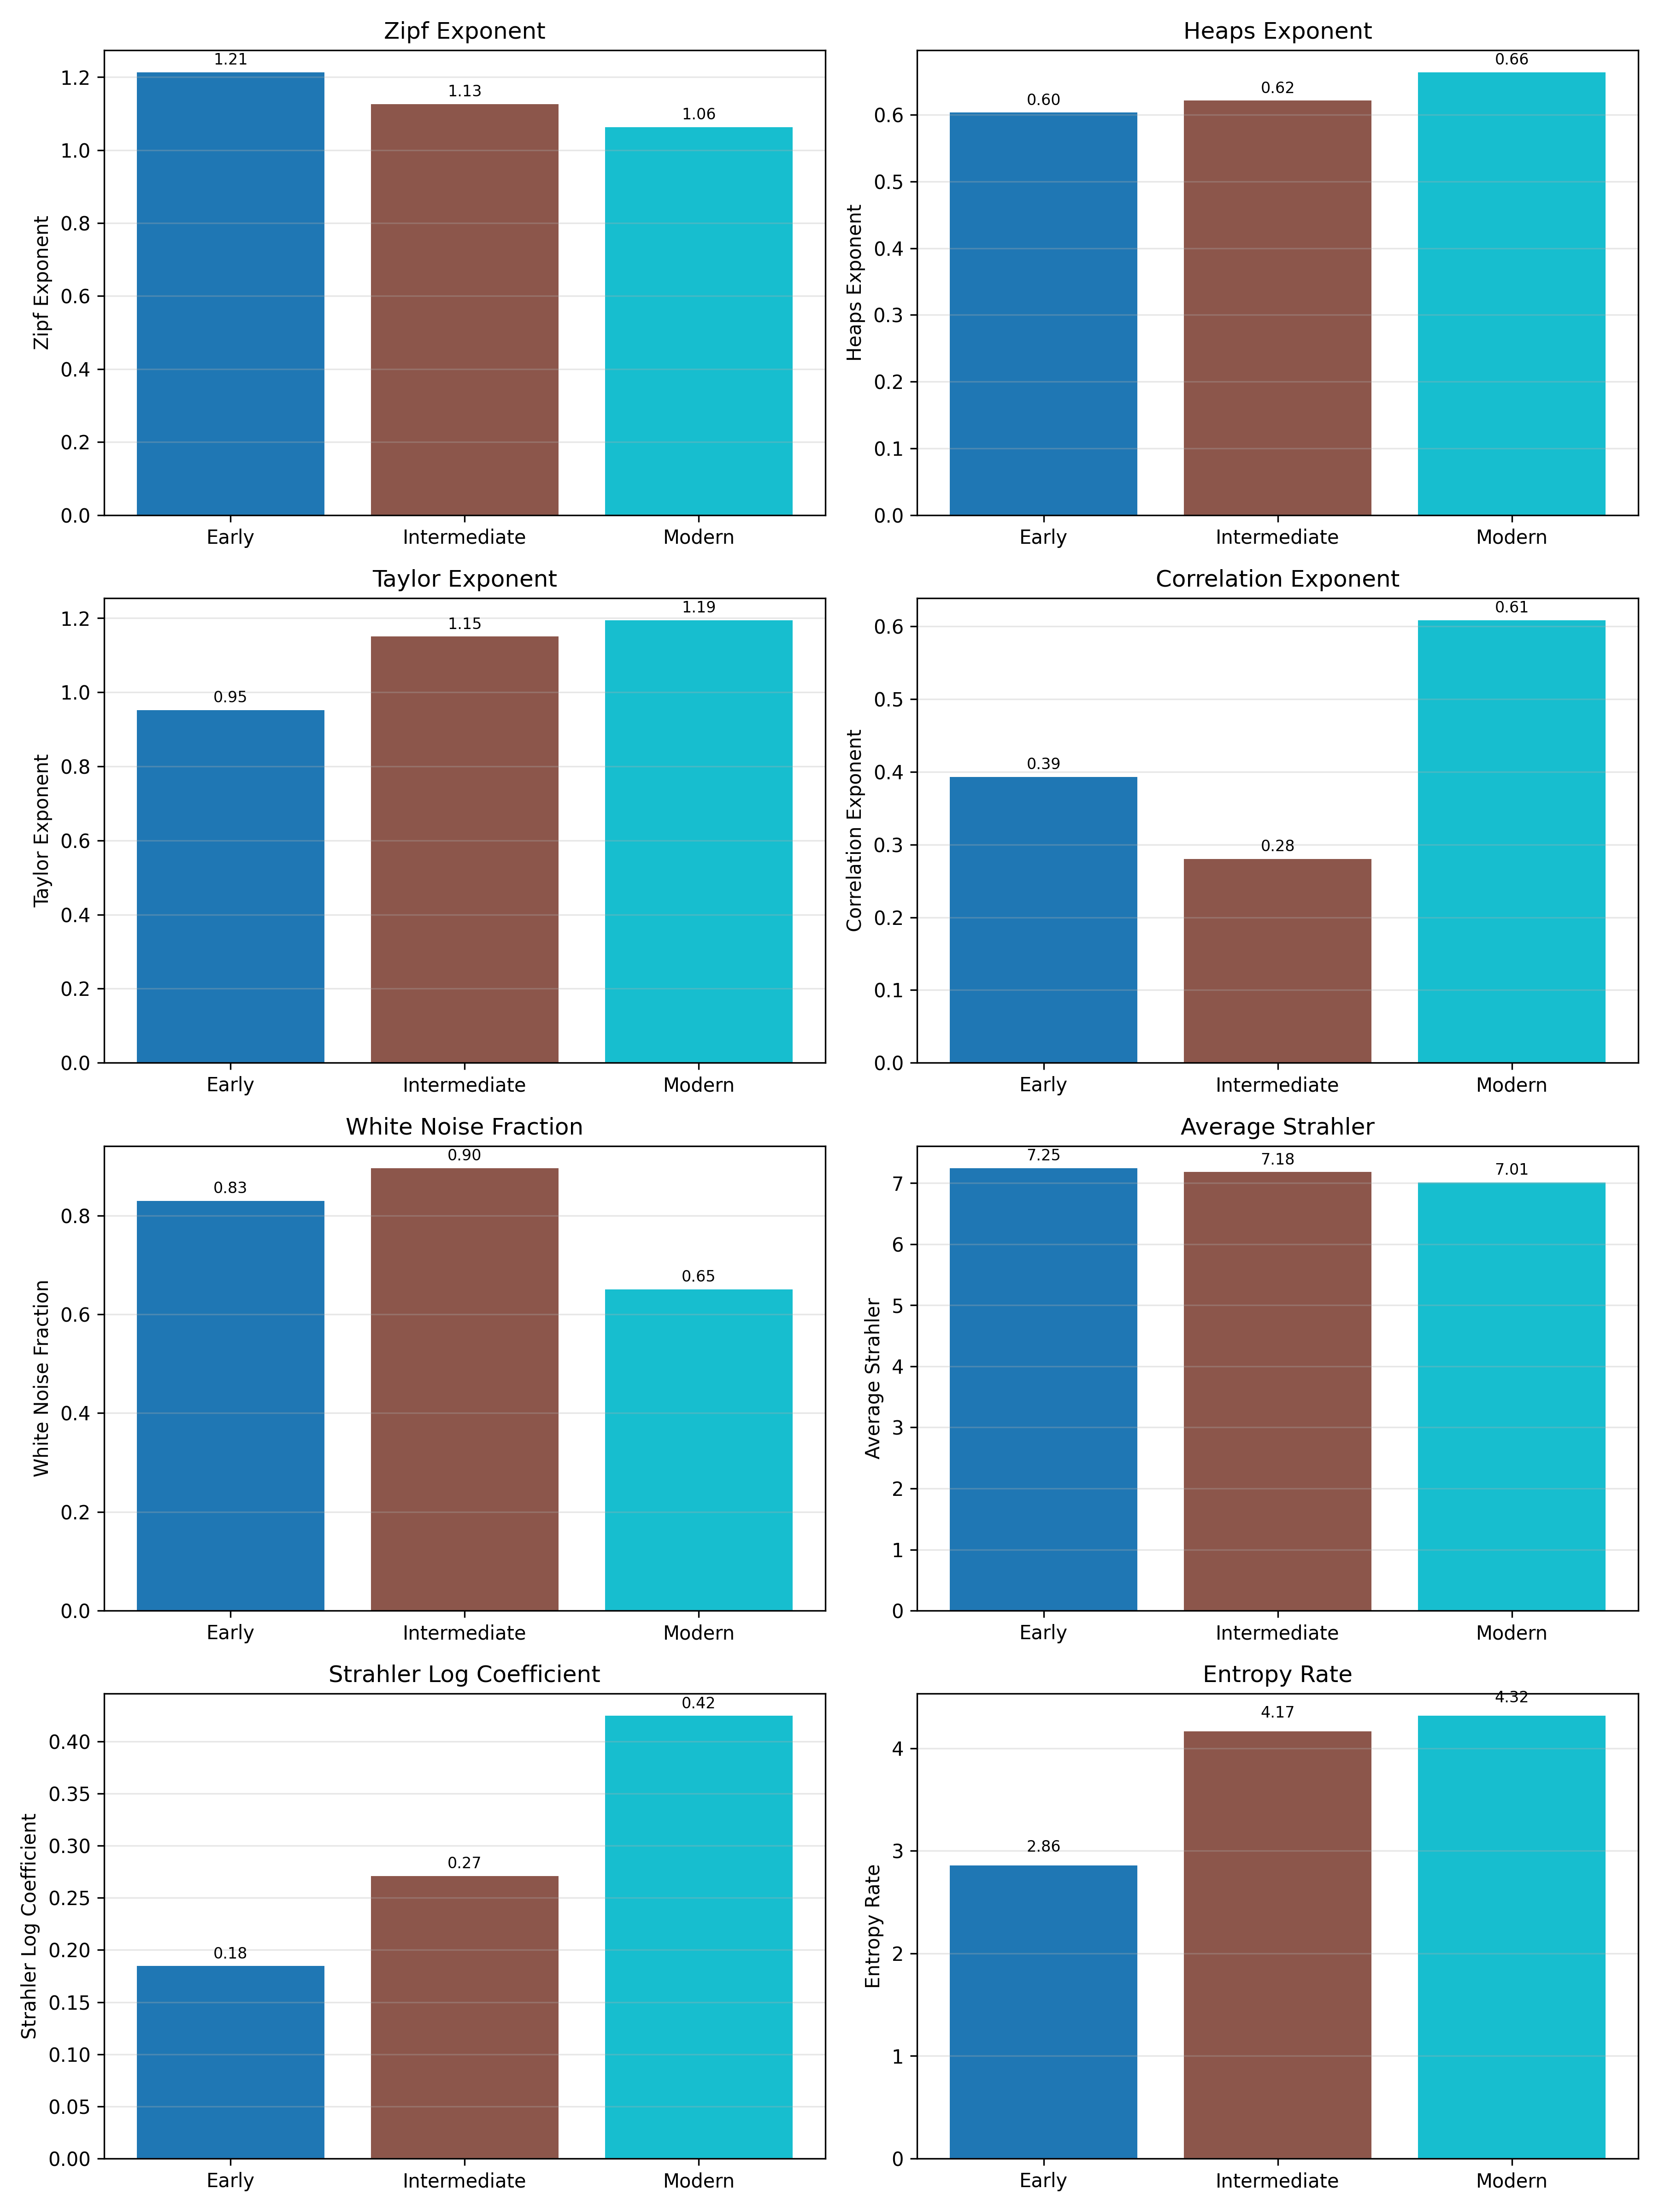 Zipf Exponent
Zipf Exponent
1.2
1.0
0.8
0.6
0.4
0.2
0.0
1.21
1.13
1.06
Early
Intermediate
Modern
Heaps Exponent
Heaps Exponent
0.6
0.5
0.4
0.3
0.2
0.1
0.0
0.60
0.62
0.66
Early
Intermediate
Modern
Taylor Exponent
Taylor Exponent
1.2
1.0
0.8
0.6
0.4
0.2
0.0
0.95
1.15
1.19
Early
Intermediate
Modern
Correlation Exponent
Correlation Exponent
0.6
0.5
0.4
0.3
0.2
0.1
0.0
0.39
0.28
0.61
Early
Intermediate
Modern
White Noise Fraction
White Noise Fraction
0.8
0.6
0.4
0.2
0.0
0.83
0.90
0.65
Early
Intermediate
Modern
Average Strahler
Average Strahler
7
6
5
4
3
2
1
0
7.25
7.18
7.01
Early
Intermediate
Modern
Strahler Log Coefficient
Strahler Log Coefficient
0.40
0.35
0.30
0.25
0.20
0.15
0.10
0.05
0.00
0.18
0.27
0.42
Early
Intermediate
Modern
Entropy Rate
Entropy Rate
4
3
2
1
0
2.86
4.17
4.32
Early
Intermediate
Modern